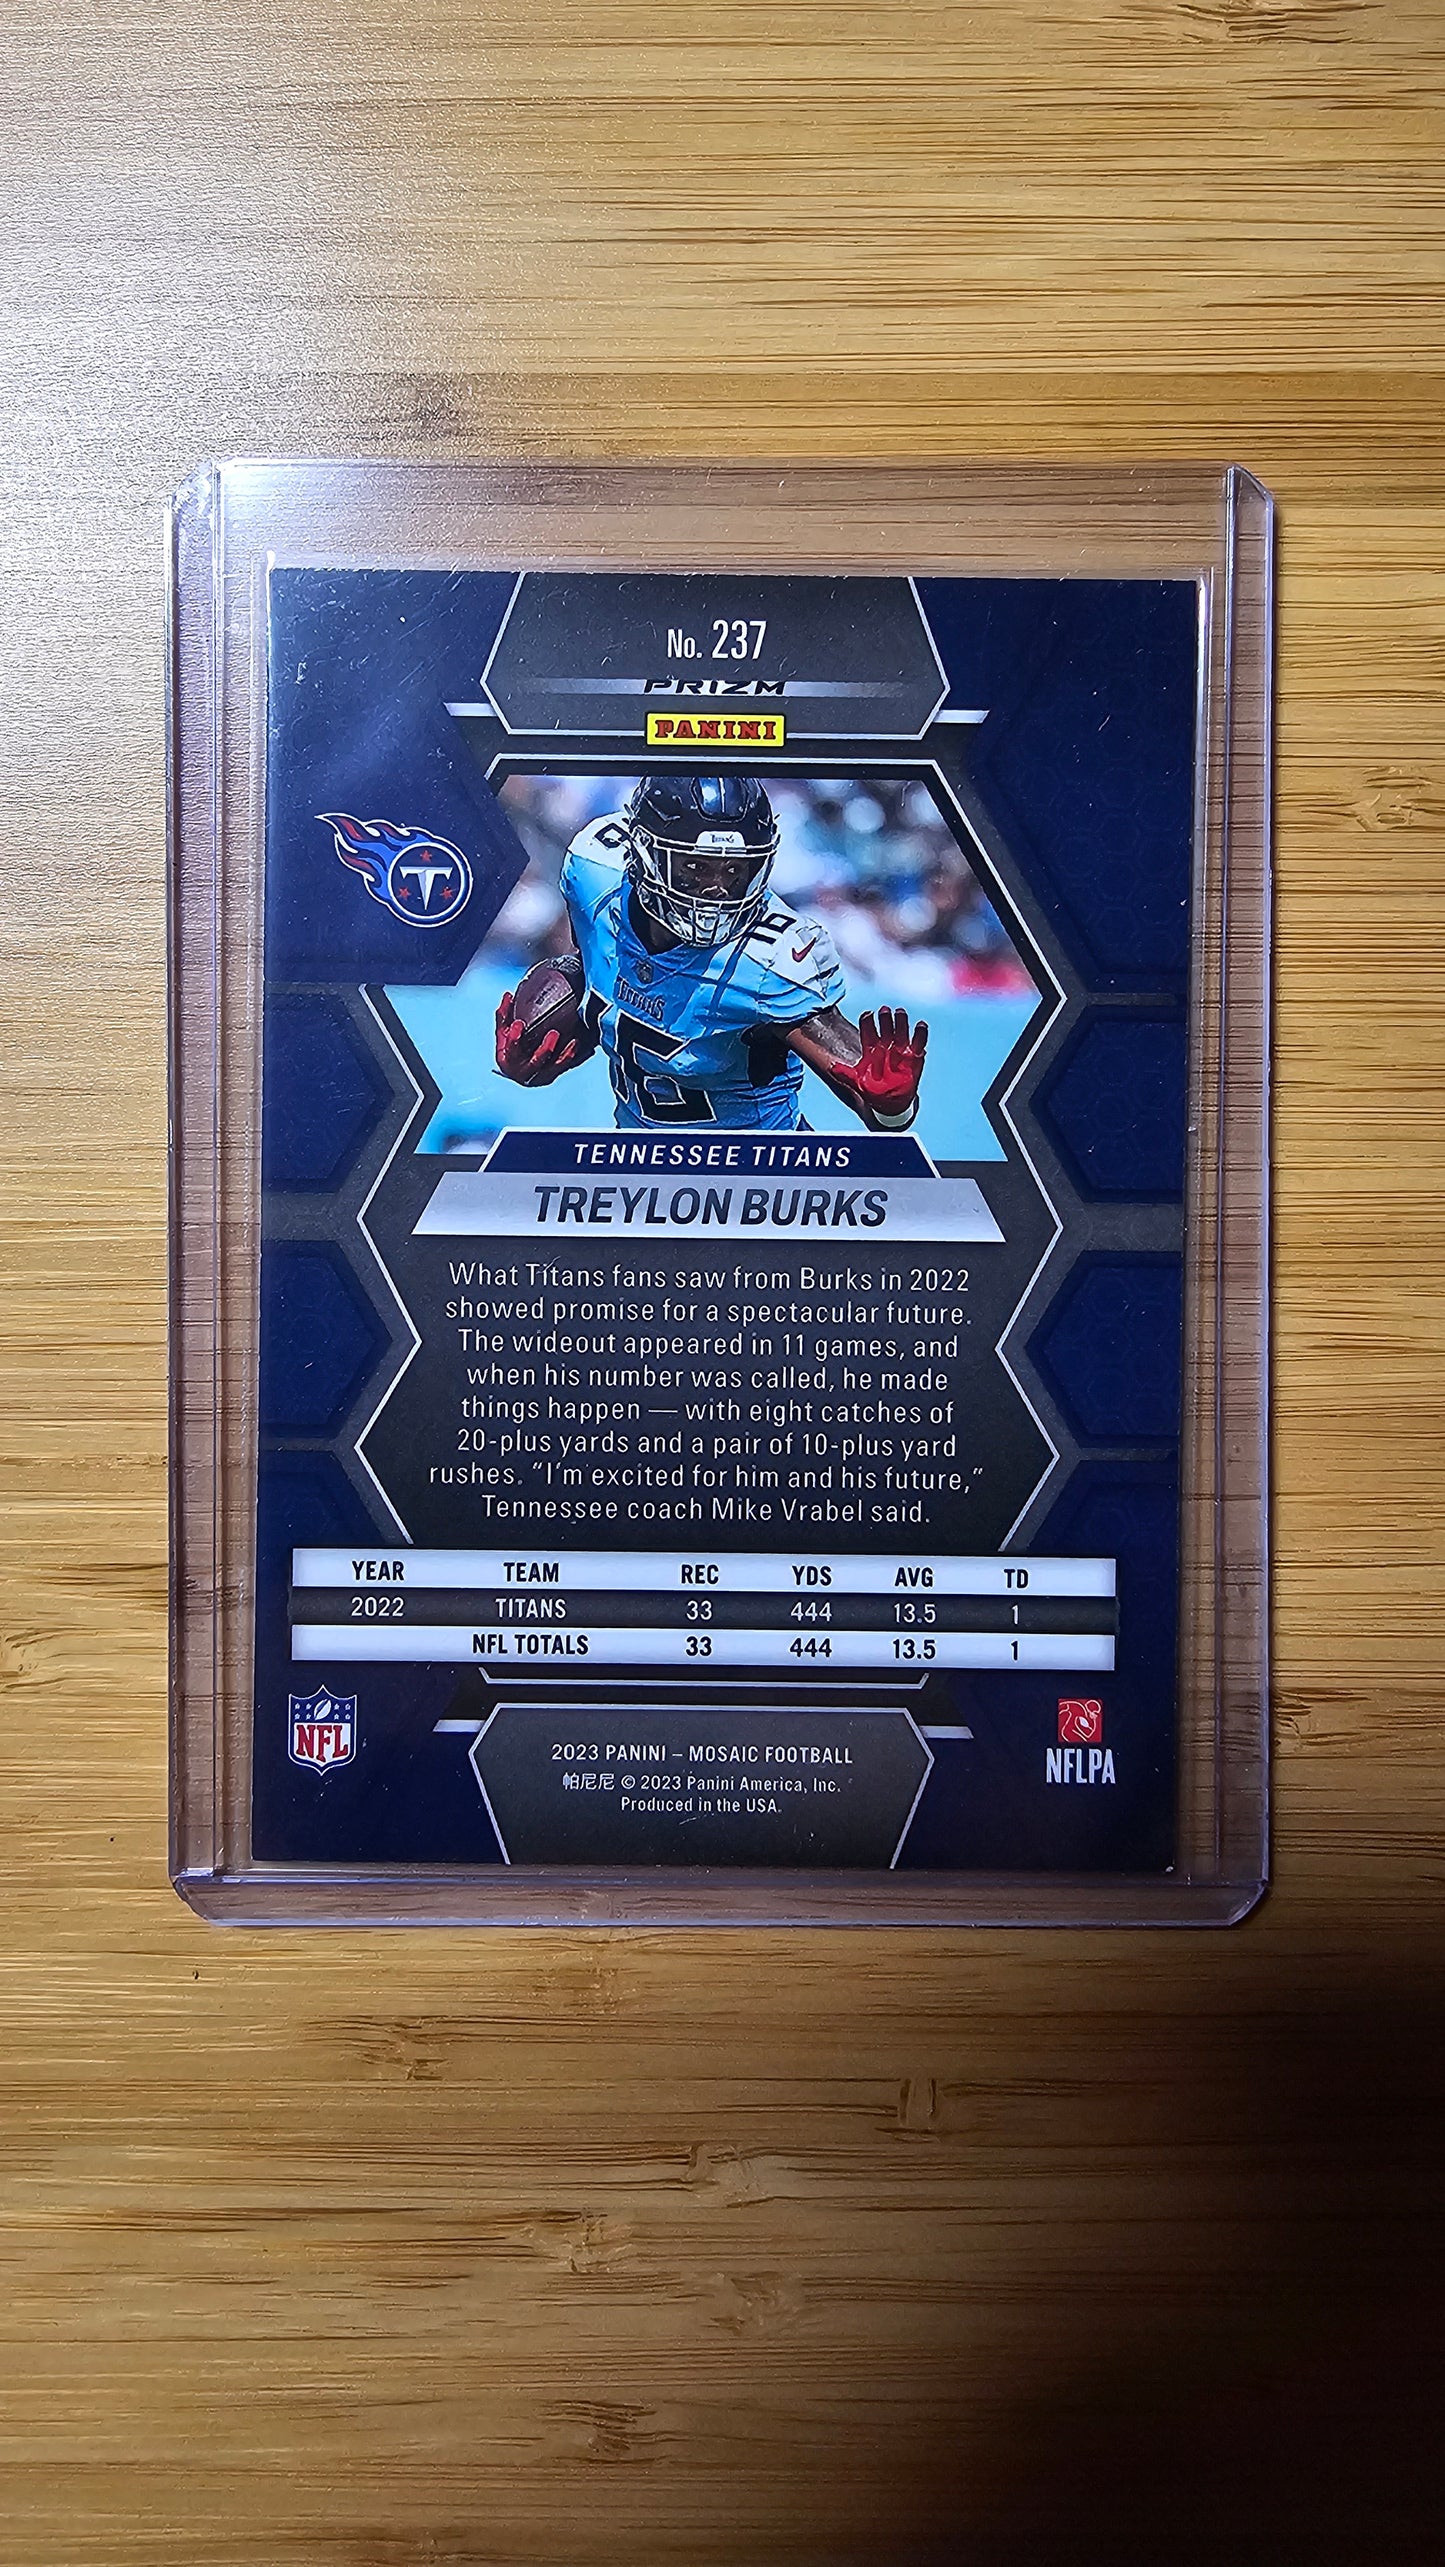 No. 237
PRIZM
PANINI
T
TITANS
6
16
TITANS
16
TENNESSEE TITANS
TREYLON BURKS
What Titans fans saw from Burks in 2022
showed promise for a spectacular future.
The wideout appeared in 11 games, and
when his number was called, he made
things happen — with eight catches of
20-plus yards and a pair of 10-plus yard
rushes. “I’m excited for him and his future,”
Tennessee coach Mike Vrabel said.
YEAR TEAM REC YDS AVG TD
2022 TITANS 33 444 13.5 1
NFL TOTALS 33 444 13.5 1
NFL
NFLPA
2023 PANINI – MOSAIC FOOTBALL
帕尼尼 © 2023 Panini America, Inc.
Produced in the USA.